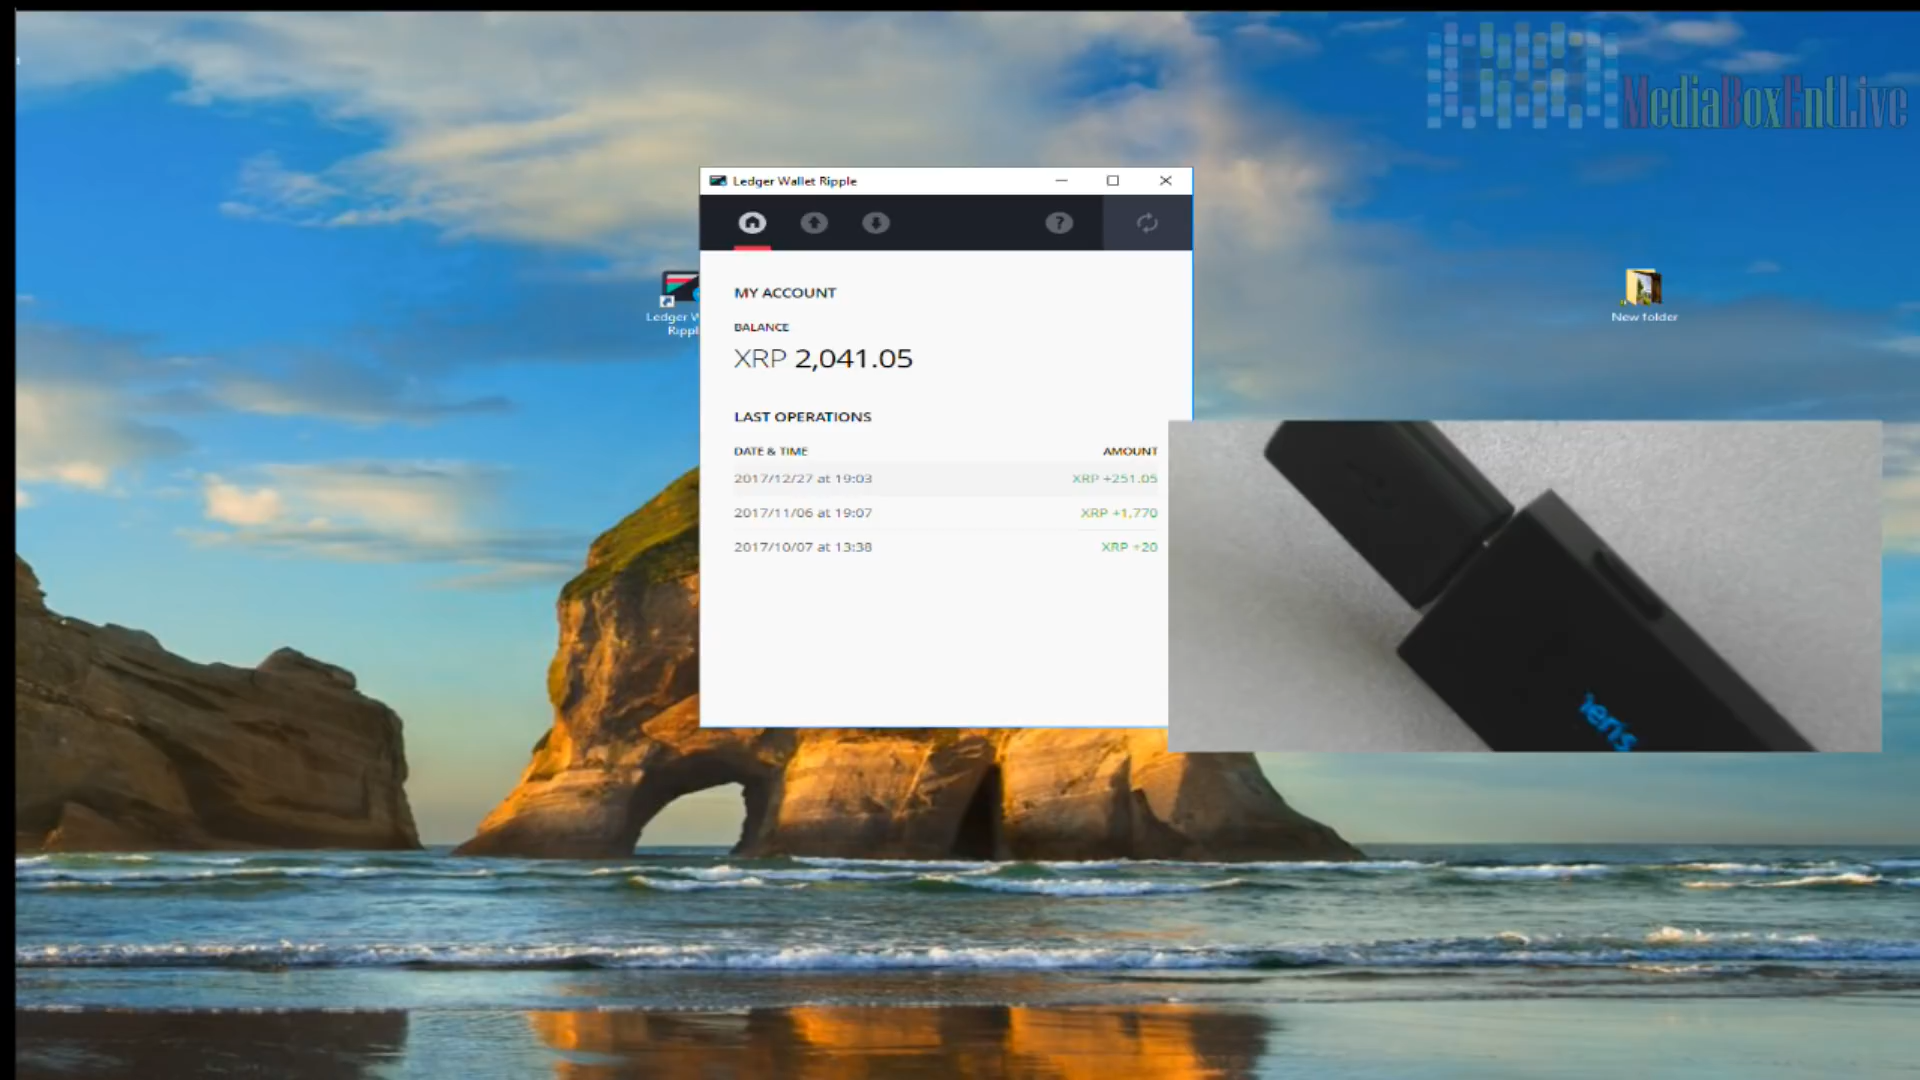 MediaBoxEntLive
Ledger Wallet Ripple
?
MY ACCOUNT
BALANCE
XRP 2,041.05
LAST OPERATIONS
DATE & TIME AMOUNT
2017/12/27 at 19:03 XRP +251.05
2017/11/06 at 19:07 XRP +1,770
2017/10/07 at 13:38 XRP +20
Ledger W
Rippl
New folder